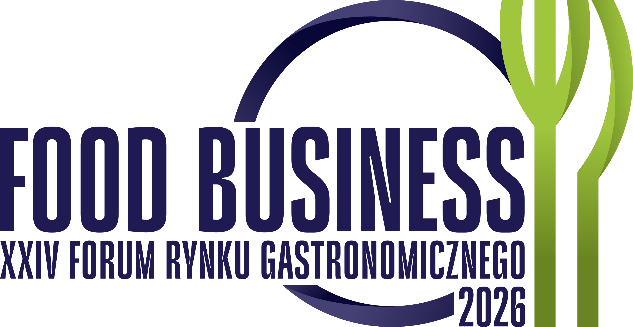 FOOD BUSINESS
XXIV FORUM RYNKU GASTRONOMICZNEGO
2026